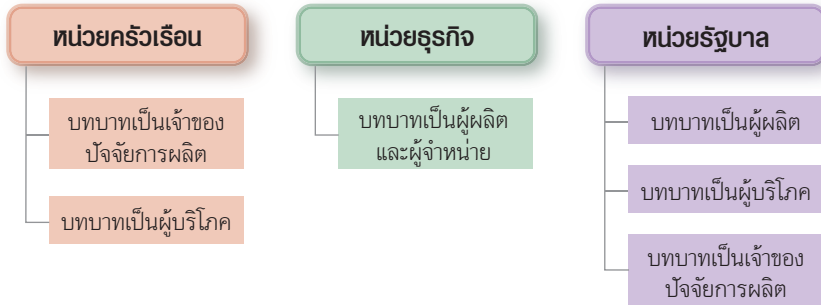 หน่วยครัวเรือน
บทบาทเป็นเจ้าของ
ปัจจัยการผลิต
บทบาทเป็นผู้บริโภค
หน่วยธุรกิจ
บทบาทเป็นผู้ผลิต
และผู้จำหน่าย
หน่วยรัฐบาล
บทบาทเป็นผู้ผลิต
บทบาทเป็นผู้บริโภค
บทบาทเป็นเจ้าของ
ปัจจัยการผลิต